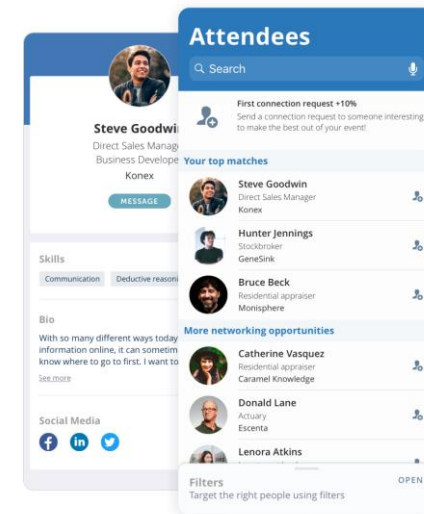 Steve Goodwi
Direct Sales Manag
Business Develope
Konex
MESSAGE
Skills
Communication
Deductive reasoni
Bio
With so many different ways today
information online, it can sometim
know where to go to first. I want to
See more
Social Media
Attendees
Search
First connection request +10%
Send a connection request to someone interesting
to make the best out of your event!
Your top matches
Steve Goodwin
Direct Sales Manager
Konex
Hunter Jennings
Stockbroker
GeneSink
Bruce Beck
Residential appraiser
Monisphere
More networking opportunities
Catherine Vasquez
Residential appraiser
Caramel Knowledge
Donald Lane
Actuary
Escenta
Lenora Atkins
Filters
OPEN
Target the right people using filters